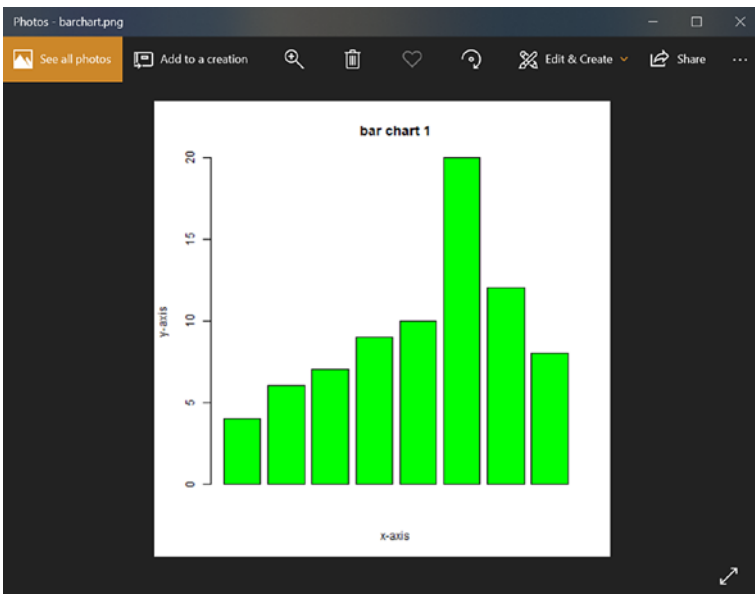 Photos - barchart.png
See all photos
Add to a creation
Edit & Create
Share
bar chart 1
20
15
10
5
0
y-axis
x-axis